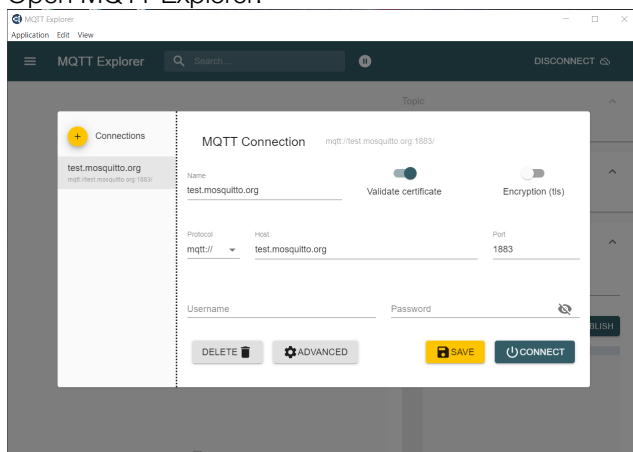 Open MQTT Explorer.
MQTT Explorer
Application Edit View
MQTT Explorer Search... DISCONNECT
Topic
+ Connections
test.mosquitto.org
mqtt://test.mosquitto.org:1883/
MQTT Connection mqtt://test.mosquitto.org:1883/
Name
test.mosquitto.org
Validate certificate Encryption (tls)
Protocol Host Port
mqtt:// test.mosquitto.org 1883
Username Password
BLISH
DELETE ADVANCED SAVE CONNECT